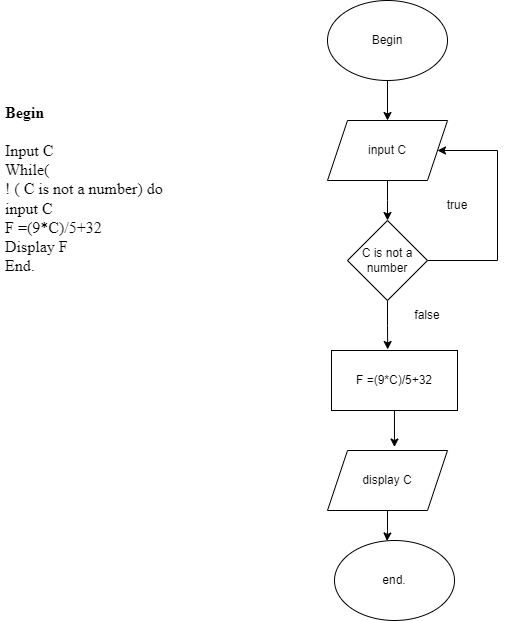 Begin
Input C
While(
! ( C is not a number) do
input C
F =(9*C)/5+32
Display F
End.
Begin
input C
true
C is not a
number
false
F =(9*C)/5+32
display C
end.